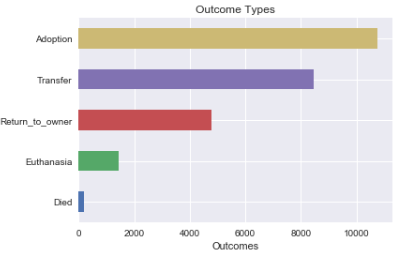 Outcome Types
Adoption
Transfer
Return_to_owner
Euthanasia
Died
0 2000 4000 6000 8000 10000
Outcomes